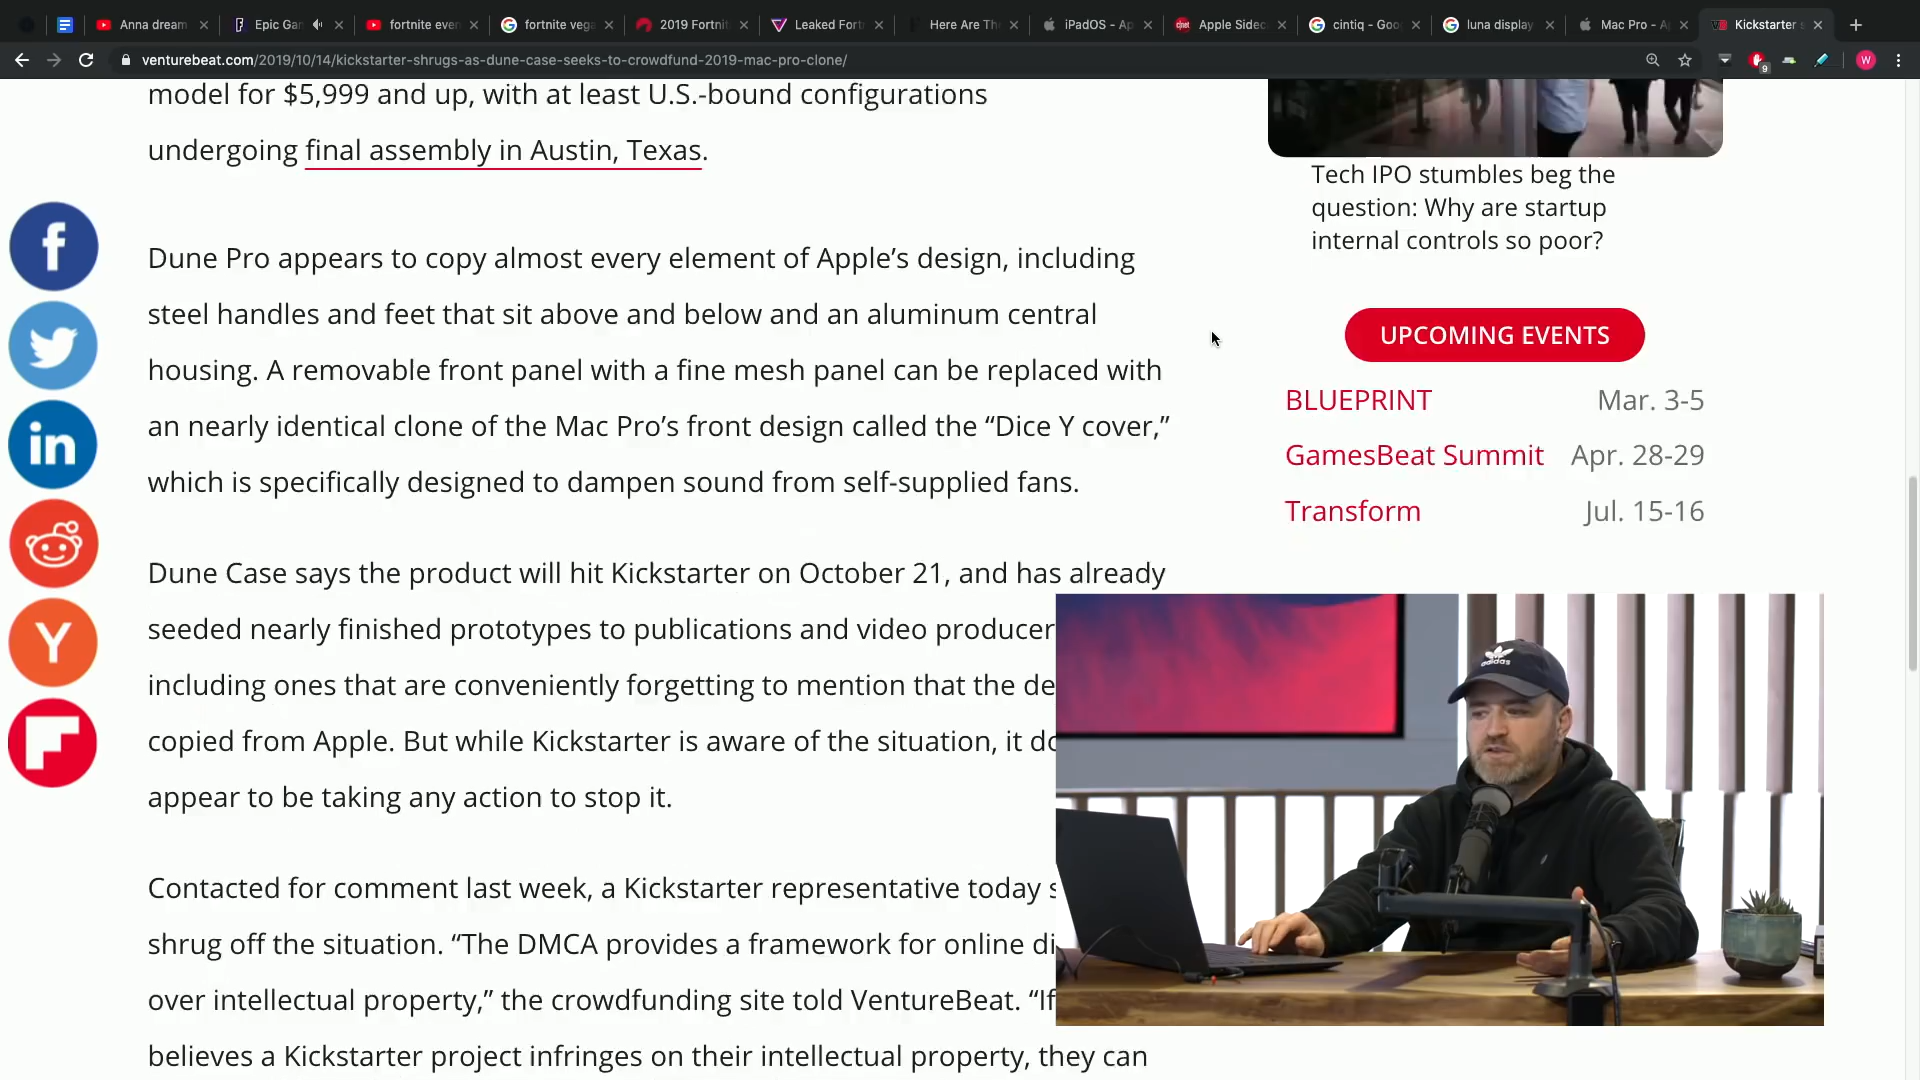 Anna dream
Epic Gar
fortnite even
fortnite vega
2019 Fortnit
Leaked Fort
Here Are Th
iPadOS - Ap
Apple Sidec
cintiq - Goo
luna display
Mac Pro - A
Kickstarter s
venturebeat.com/2019/10/14/kickstarter-shrugs-as-dune-case-seeks-to-crowdfund-2019-mac-pro-clone/
9
W
model for $5,999 and up, with at least U.S.-bound configurations
undergoing final assembly in Austin, Texas.
Dune Pro appears to copy almost every element of Apple’s design, including
steel handles and feet that sit above and below and an aluminum central
housing. A removable front panel with a fine mesh panel can be replaced with
an nearly identical clone of the Mac Pro’s front design called the “Dice Y cover,”
which is specifically designed to dampen sound from self-supplied fans.
Dune Case says the product will hit Kickstarter on October 21, and has already
seeded nearly finished prototypes to publications and video producer
including ones that are conveniently forgetting to mention that the de
copied from Apple. But while Kickstarter is aware of the situation, it do
appear to be taking any action to stop it.
Contacted for comment last week, a Kickstarter representative today s
shrug off the situation. “The DMCA provides a framework for online di
over intellectual property,” the crowdfunding site told VentureBeat. “If
believes a Kickstarter project infringes on their intellectual property, they can
Tech IPO stumbles beg the
question: Why are startup
internal controls so poor?
UPCOMING EVENTS
BLUEPRINT Mar. 3-5
GamesBeat Summit Apr. 28-29
Transform Jul. 15-16
adidas